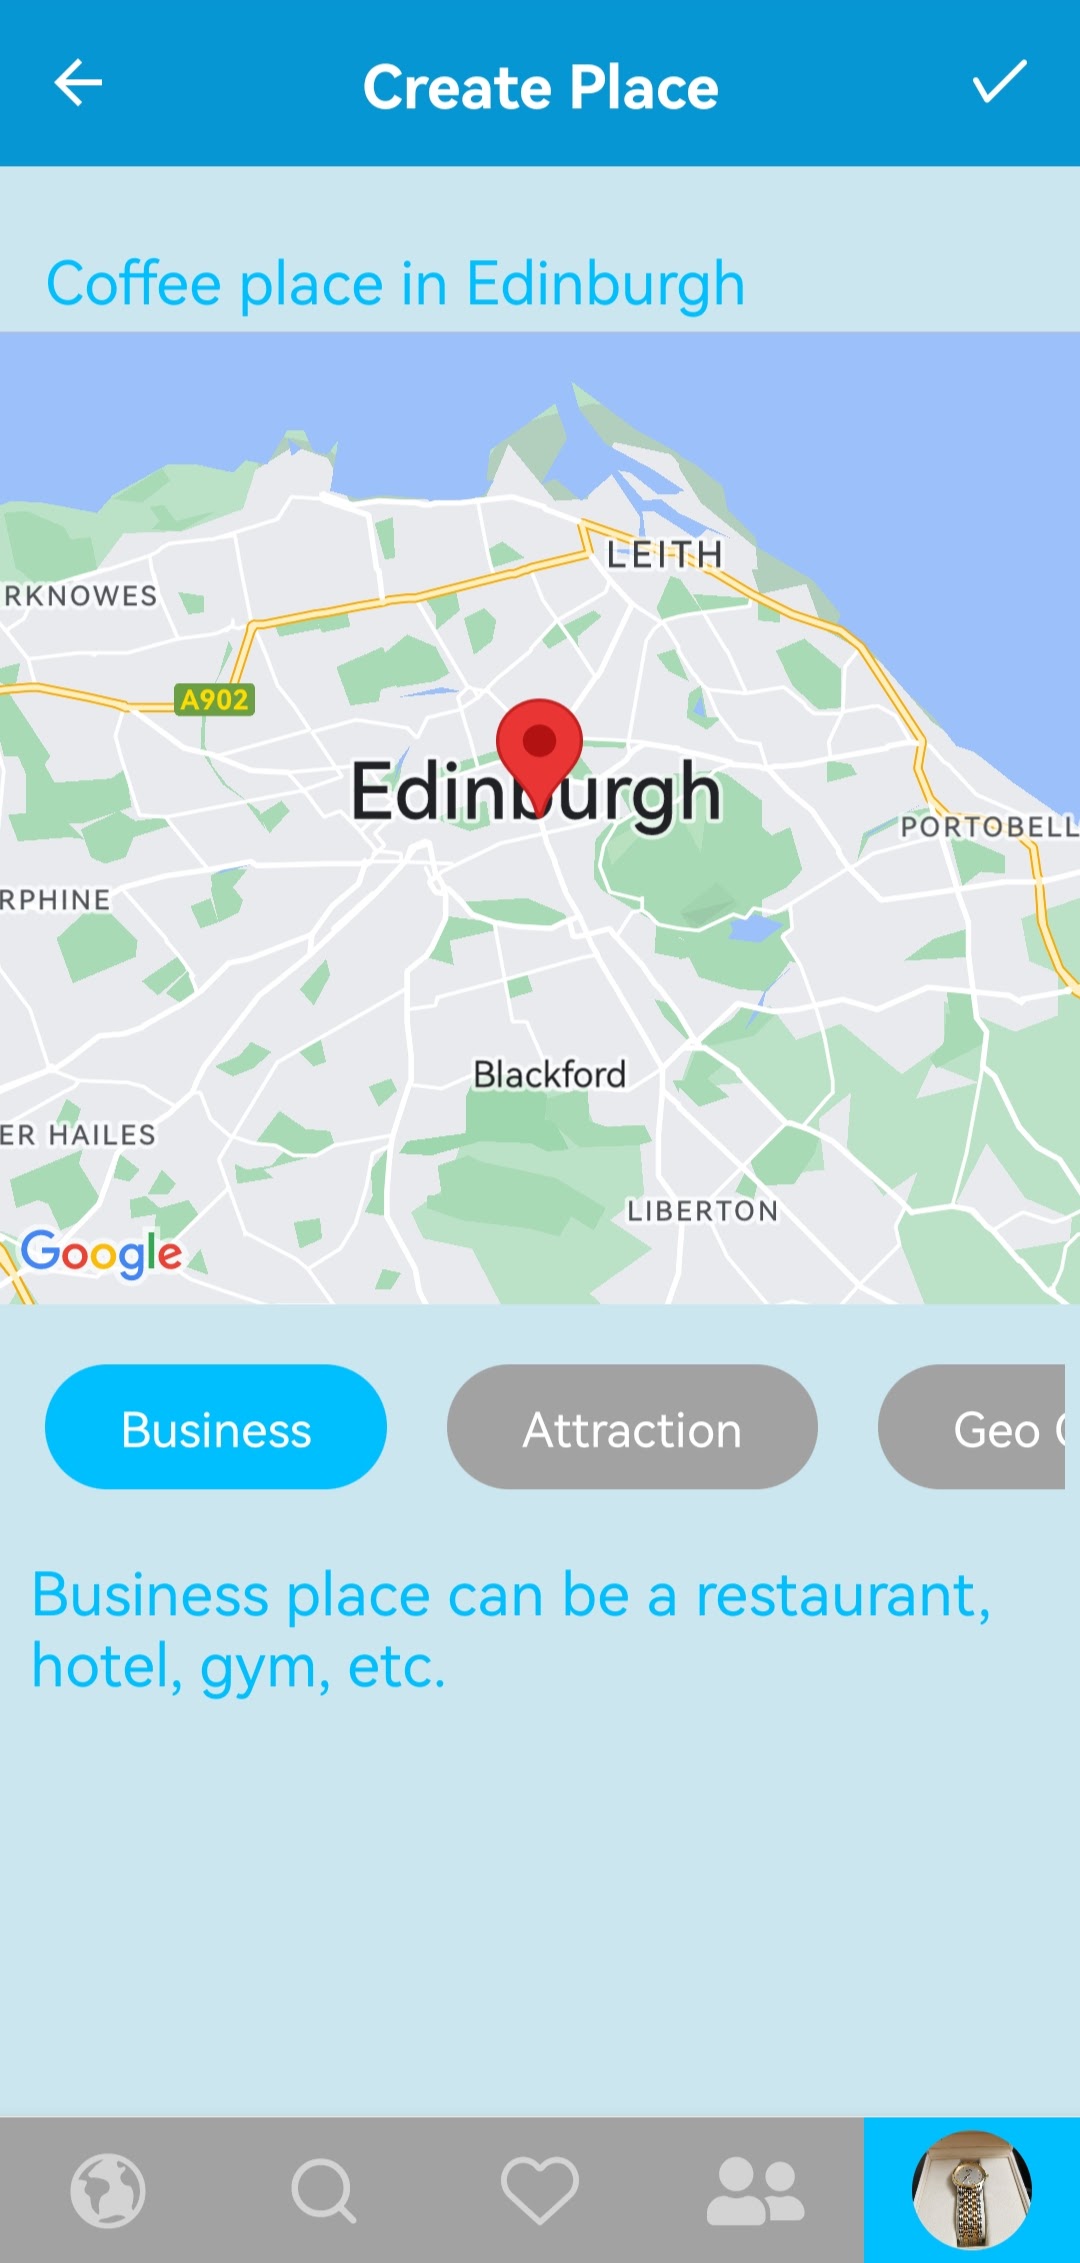 Create Place
Coffee place in Edinburgh
LEITH
RKNOWES
A902
Edinburgh
PORTOBELL
RPHINE
Blackford
ER HAILES
LIBERTON
Google
Business
Attraction
Geo
Business place can be a restaurant,
hotel, gym, etc.